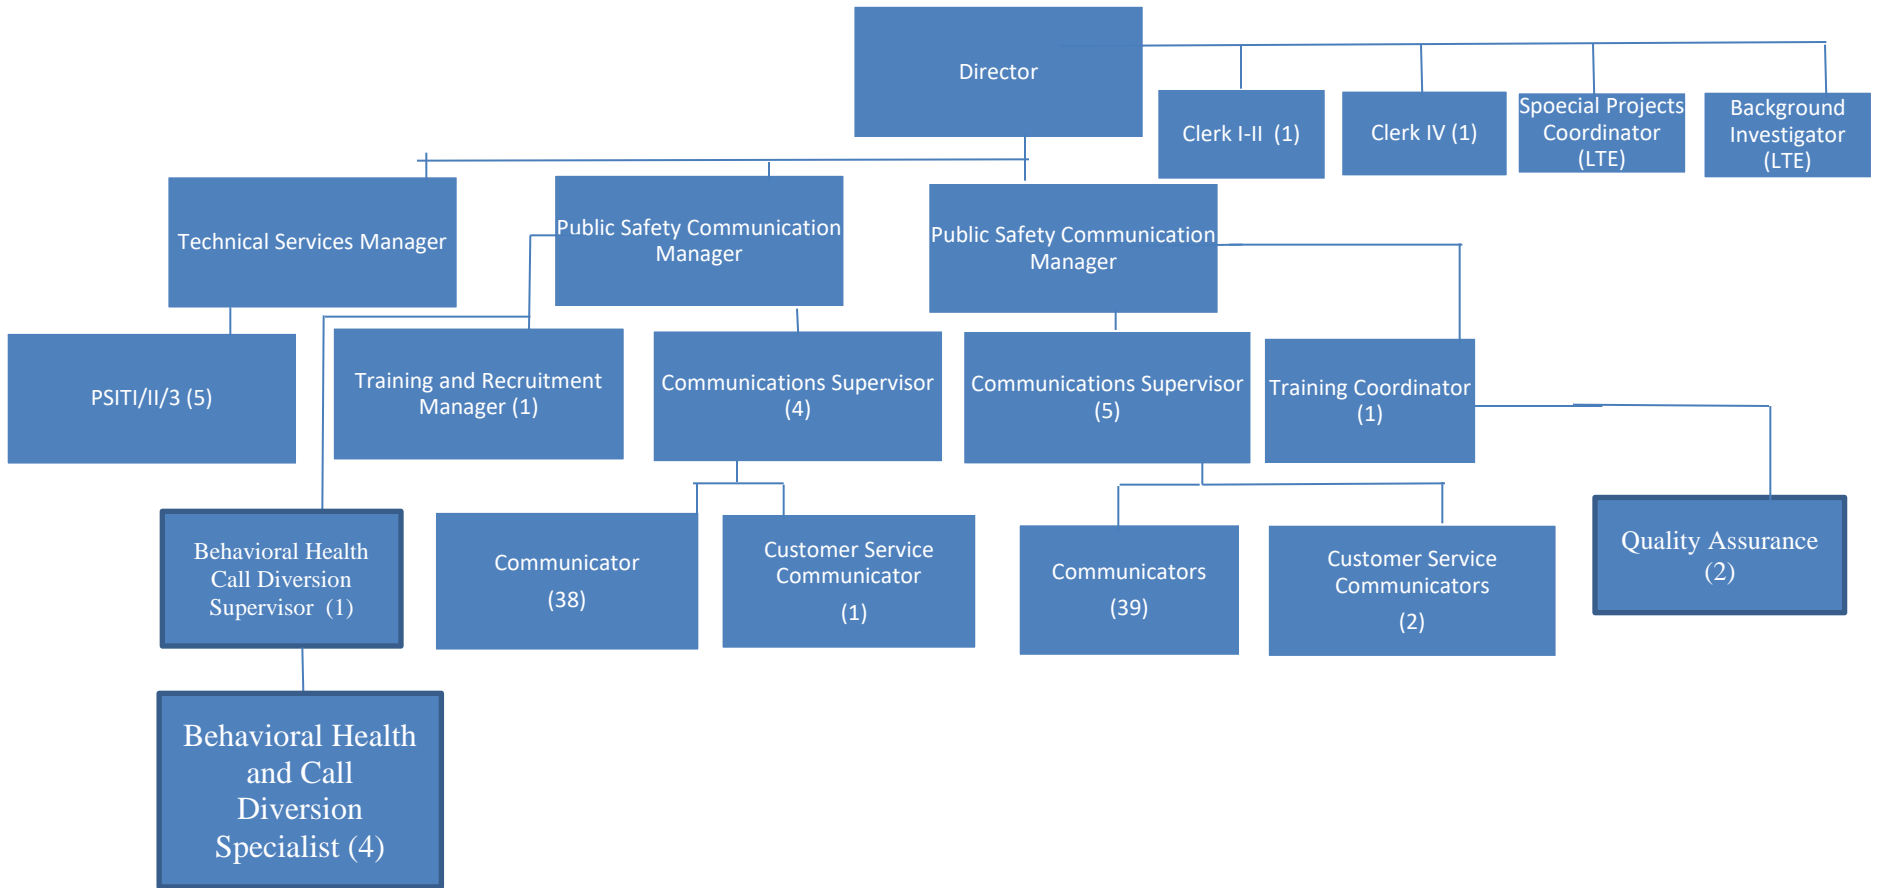 Director
Clerk I-II (1)
Clerk IV (1)
Spoecial Projects
Coordinator
(LTE)
Background
Investigator
(LTE)
Technical Services Manager
Public Safety Communication
Manager
Public Safety Communication
Manager
PSITI/II/3 (5)
Training and Recruitment
Manager (1)
Communications Supervisor
(4)
Communications Supervisor
(5)
Training Coordinator
(1)
Behavioral Health
Call Diversion
Supervisor (1)
Communicator
(38)
Customer Service
Communicator
(1)
Communicators
(39)
Customer Service
Communicators
(2)
Quality Assurance
(2)
Behavioral Health
and Call
Diversion
Specialist (4)